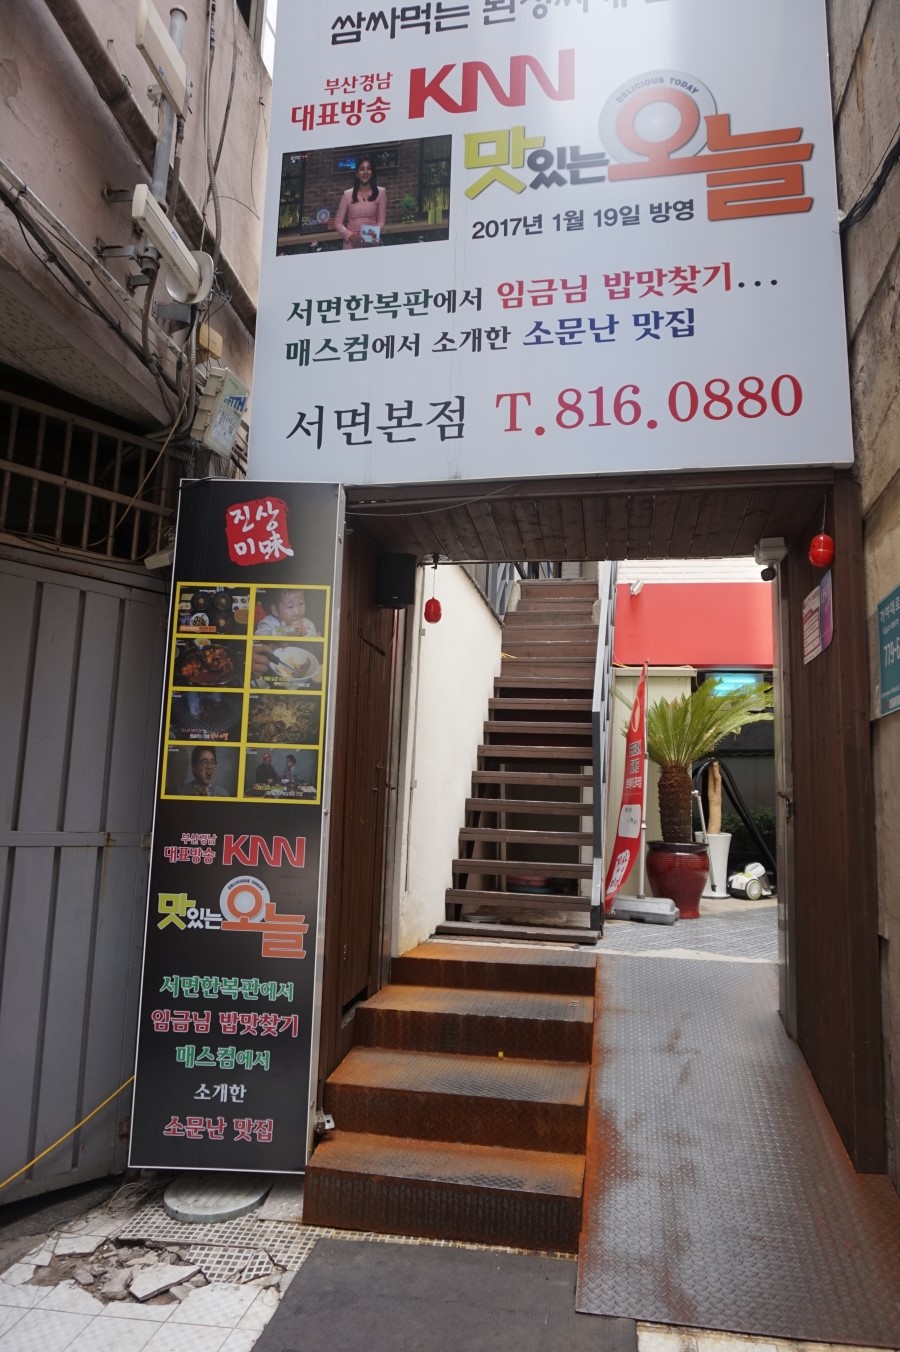 쌈싸먹는
부산경남
대표방송 KNN
DELICIOUS TODAY
맛있는오늘
2017년 1월 19일 방영
서면한복판에서 임금님 밥맛찾기...
매스컴에서 소개한 소문난 맛집
서면본점 T.816.0880
진상
미味
부산경남
대표방송 KNN
DELICIOUS TODAY
맛있는오늘
서면한복판에서
임금님 밥맛찾기
매스컴에서
소개한
소문난 맛집